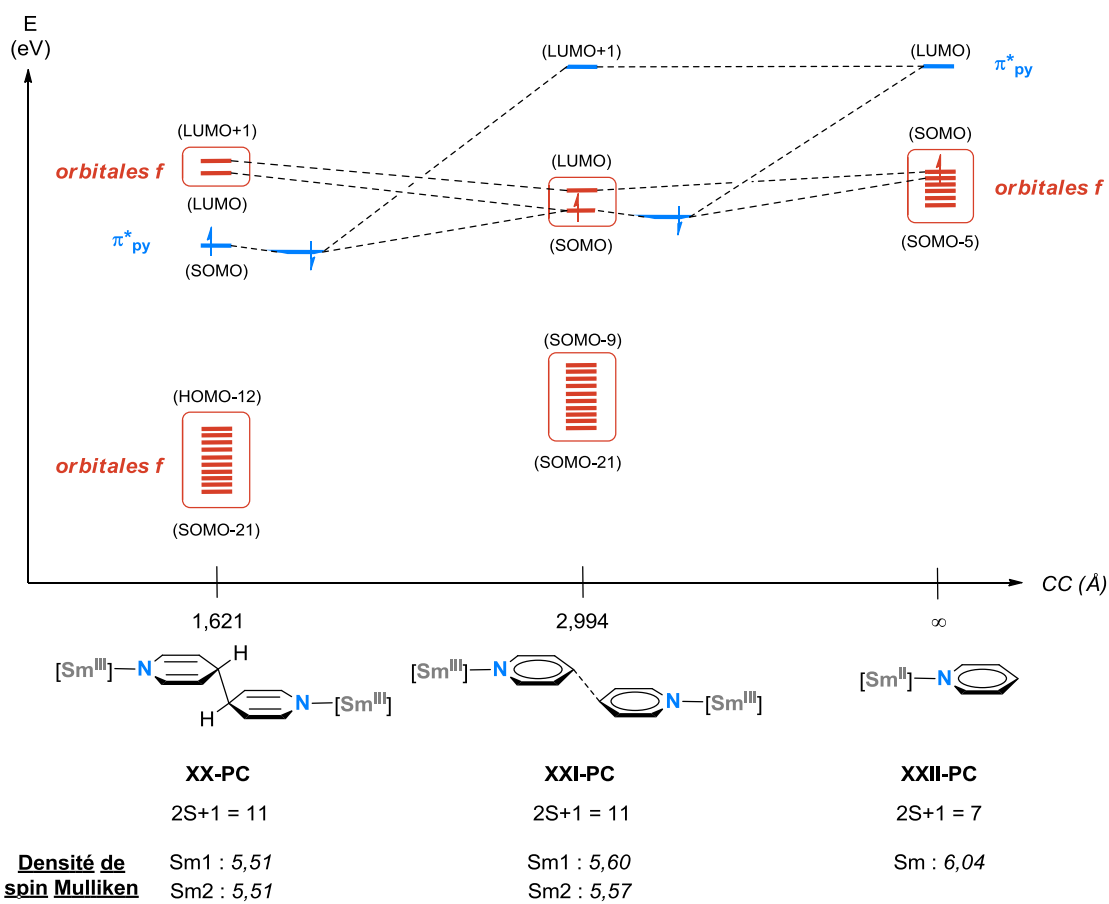 E
(eV)
(LUMO+1)
(LUMO)
π*py
(LUMO+1)
(SOMO)
orbitales f
(LUMO)
orbitales f
(LUMO)
π*py
(SOMO)
(SOMO)
(SOMO-5)
(SOMO-9)
(HOMO-12)
orbitales f
(SOMO-21)
(SOMO-21)
CC (Å)
1,621
2,994
∞
[SmIII] N H
H N [SmIII]
[SmIII] N
N [SmIII]
[SmII] N
XX-PC
XXI-PC
XXII-PC
2S+1 = 11
2S+1 = 11
2S+1 = 7
Densité de
spin Mulliken
Sm1 : 5,51
Sm2 : 5,51
Sm1 : 5,60
Sm2 : 5,57
Sm : 6,04